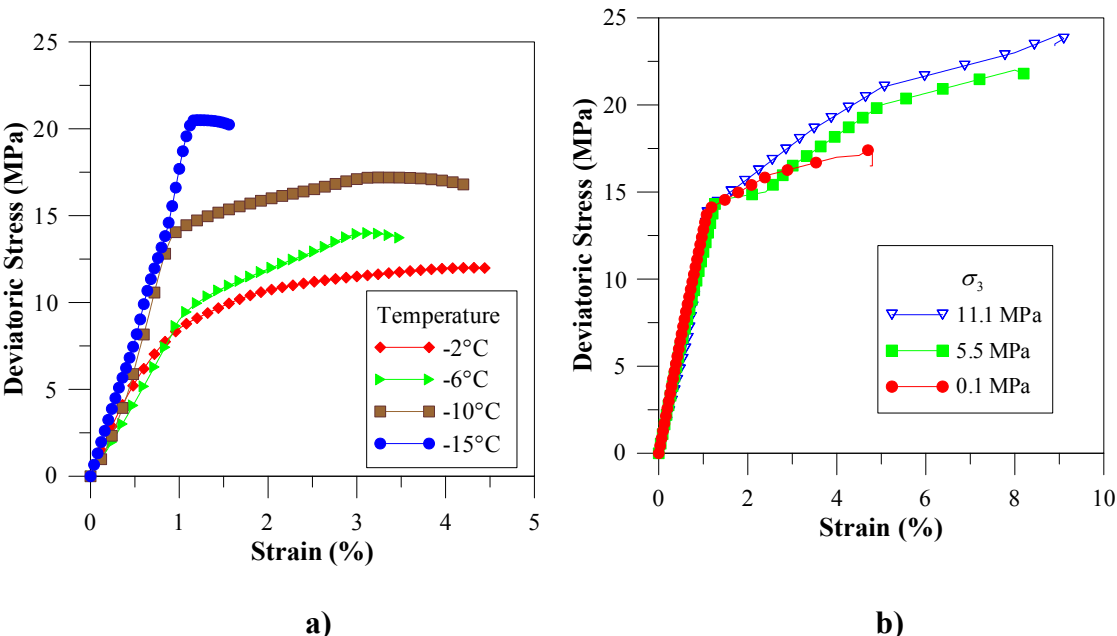 25
20
15
10
5
0
Deviatoric Stress (MPa)
Temperature
-2°C
-6°C
-10°C
-15°C
0 1 2 3 4 5
Strain (%)
a)
25
20
15
10
5
0
Deviatoric Stress (MPa)
σ3
11.1 MPa
5.5 MPa
0.1 MPa
0 2 4 6 8 10
Strain (%)
b)